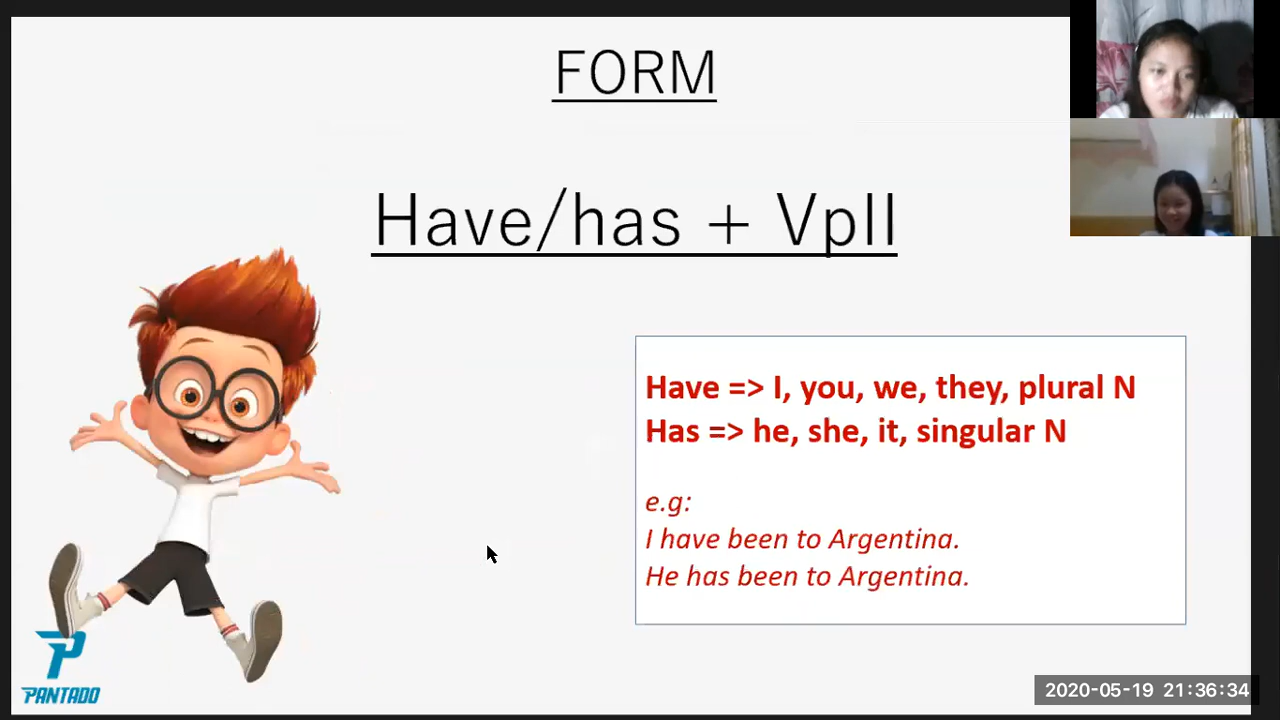 FORM
Have/has + VpII
Have => I, you, we, they, plural N
Has => he, she, it, singular N
e.g:
I have been to Argentina.
He has been to Argentina.
PANTADO
2020-05-19 21:36:34